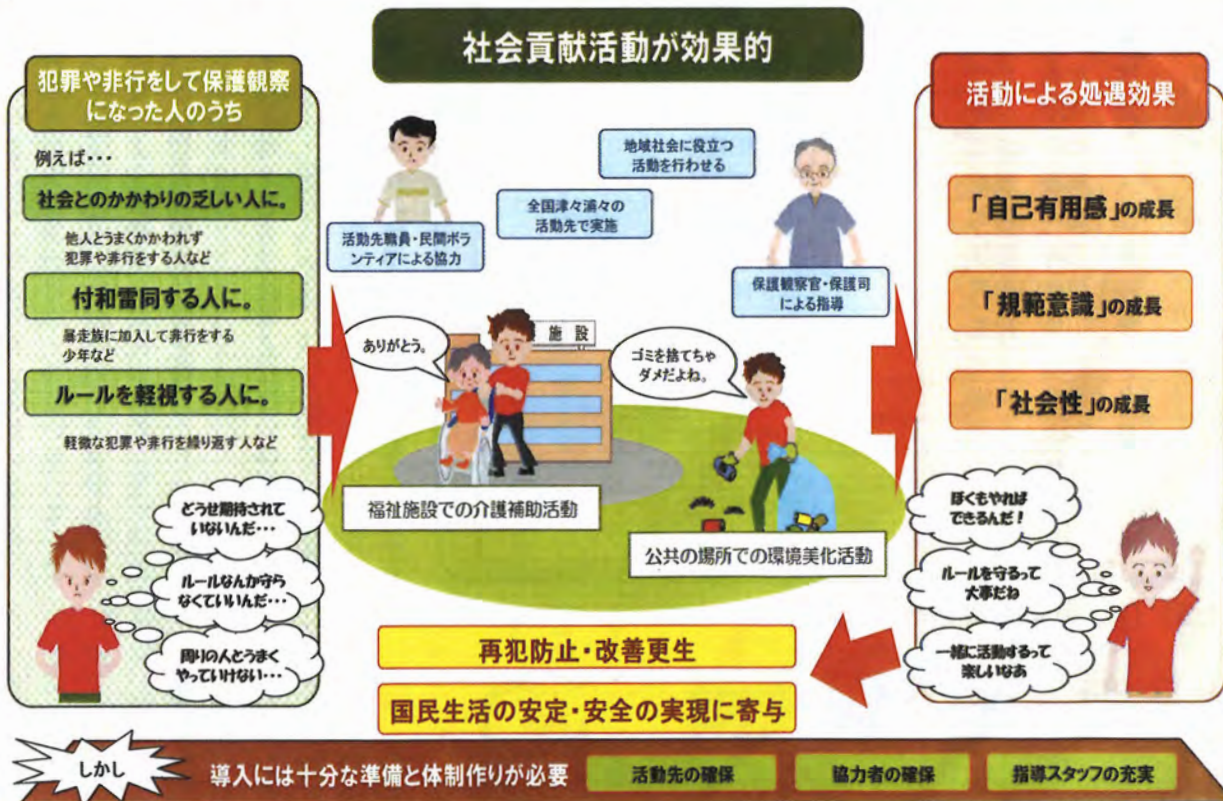 社会貢献活動が効果的
犯罪や非行をして保護観察
になった人のうち
例えば・・・
社会とのかかわりの乏しい人に。
他人とうまくかかわれず
犯罪や非行をする人など
付和雷同する人に。
暴走族に加入して非行をする
少年など
ルールを軽視する人に。
軽微な犯罪や非行を繰り返す人など
どうせ期待されて
いないんだ・・・
ルールなんか守ら
なくていいんだ・・・
周りの人とうまく
やっていけない・・・
地域社会に役立つ
活動を行わせる
全国津々浦々の
活動先で実施
活動先職員・民間ボラ
ンティアによる協力
保護観察官・保護司
による指導
ありがとう。
施設
ゴミを捨てちゃ
ダメだよね。
福祉施設での介護補助活動
公共の場所での環境美化活動
活動による処遇効果
「自己有用感」の成長
「規範意識」の成長
「社会性」の成長
ぼくもやれば
できるんだ！
ルールを守るって
大事だね
一緒に活動するって
楽しいなあ
再犯防止・改善更生
国民生活の安定・安全の実現に寄与
しかし
導入には十分な準備と体制作りが必要
活動先の確保
協力者の確保
指導スタッフの充実